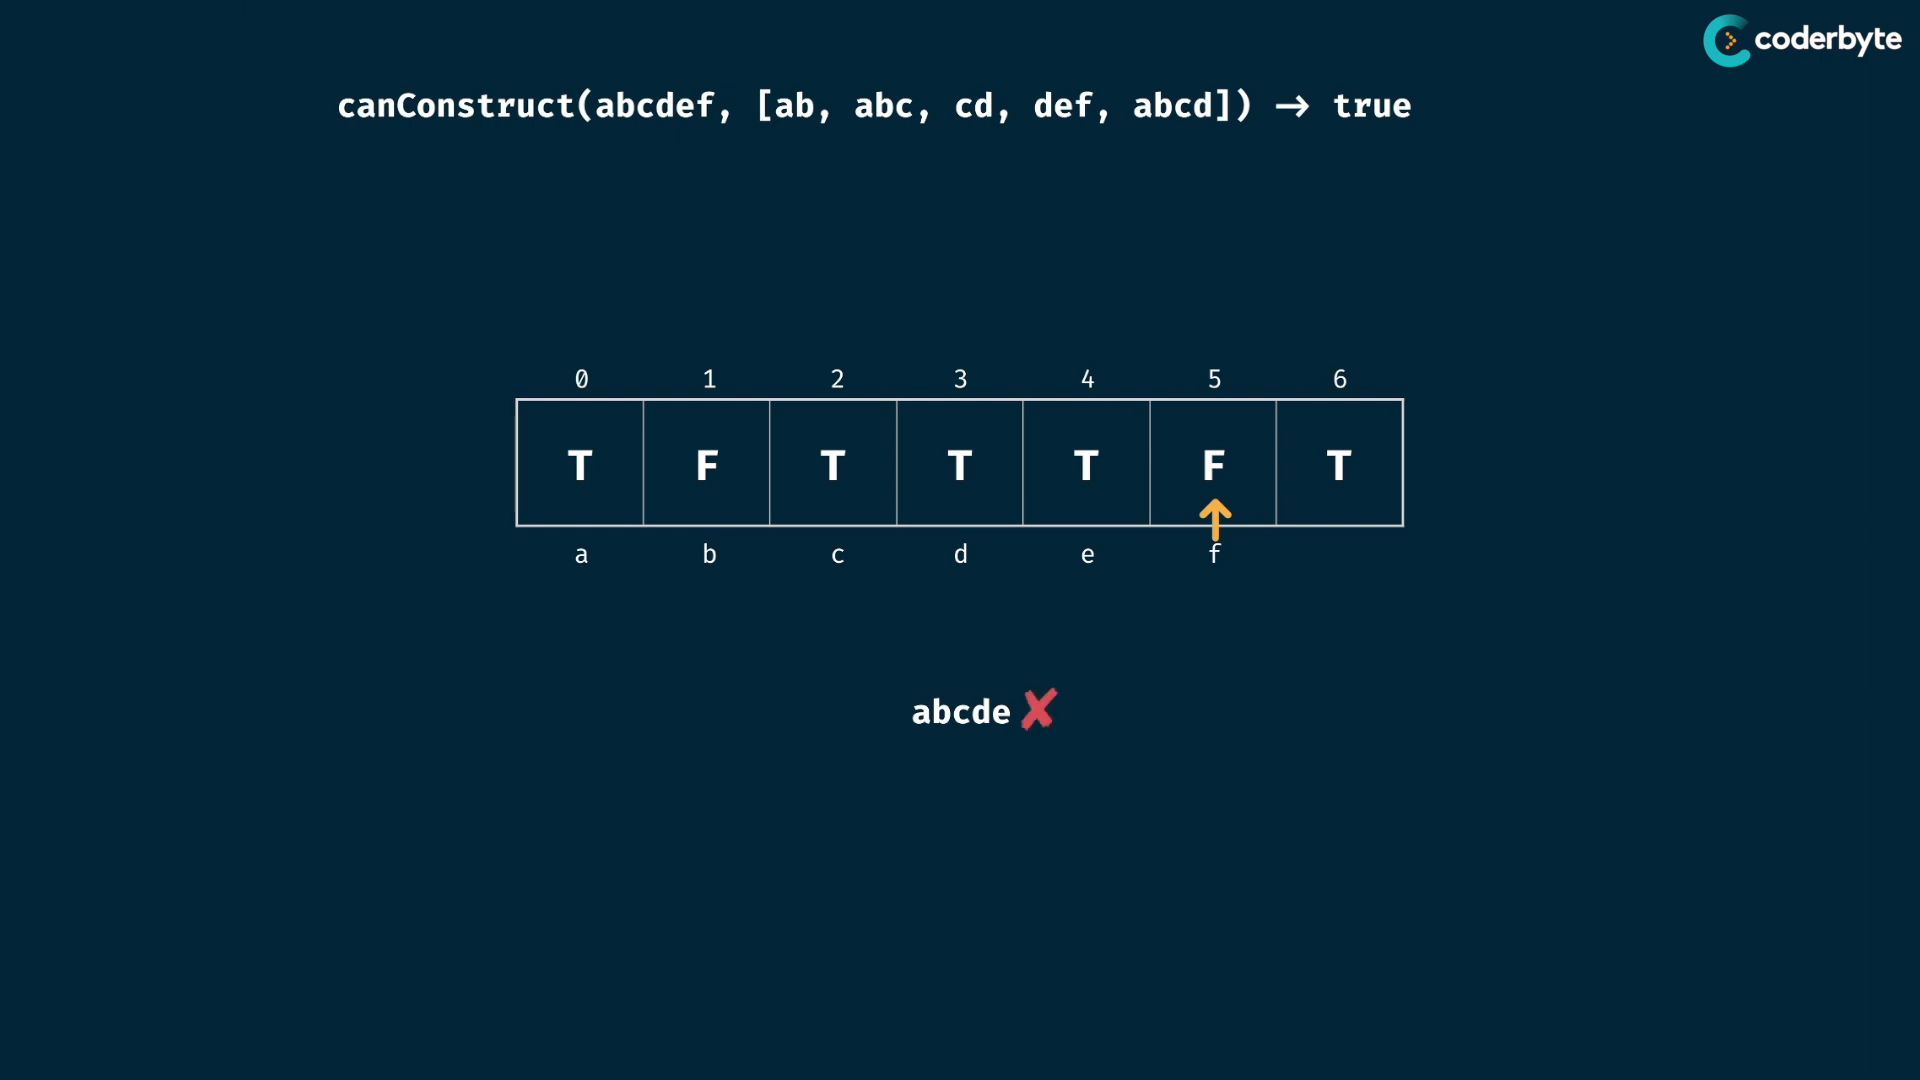 coderbyte
canConstruct(abcdef, [ab, abc, cd, def, abcd]) → true
0 1 2 3 4 5 6
T F T T T F T
a b c d e f
abcde ✘